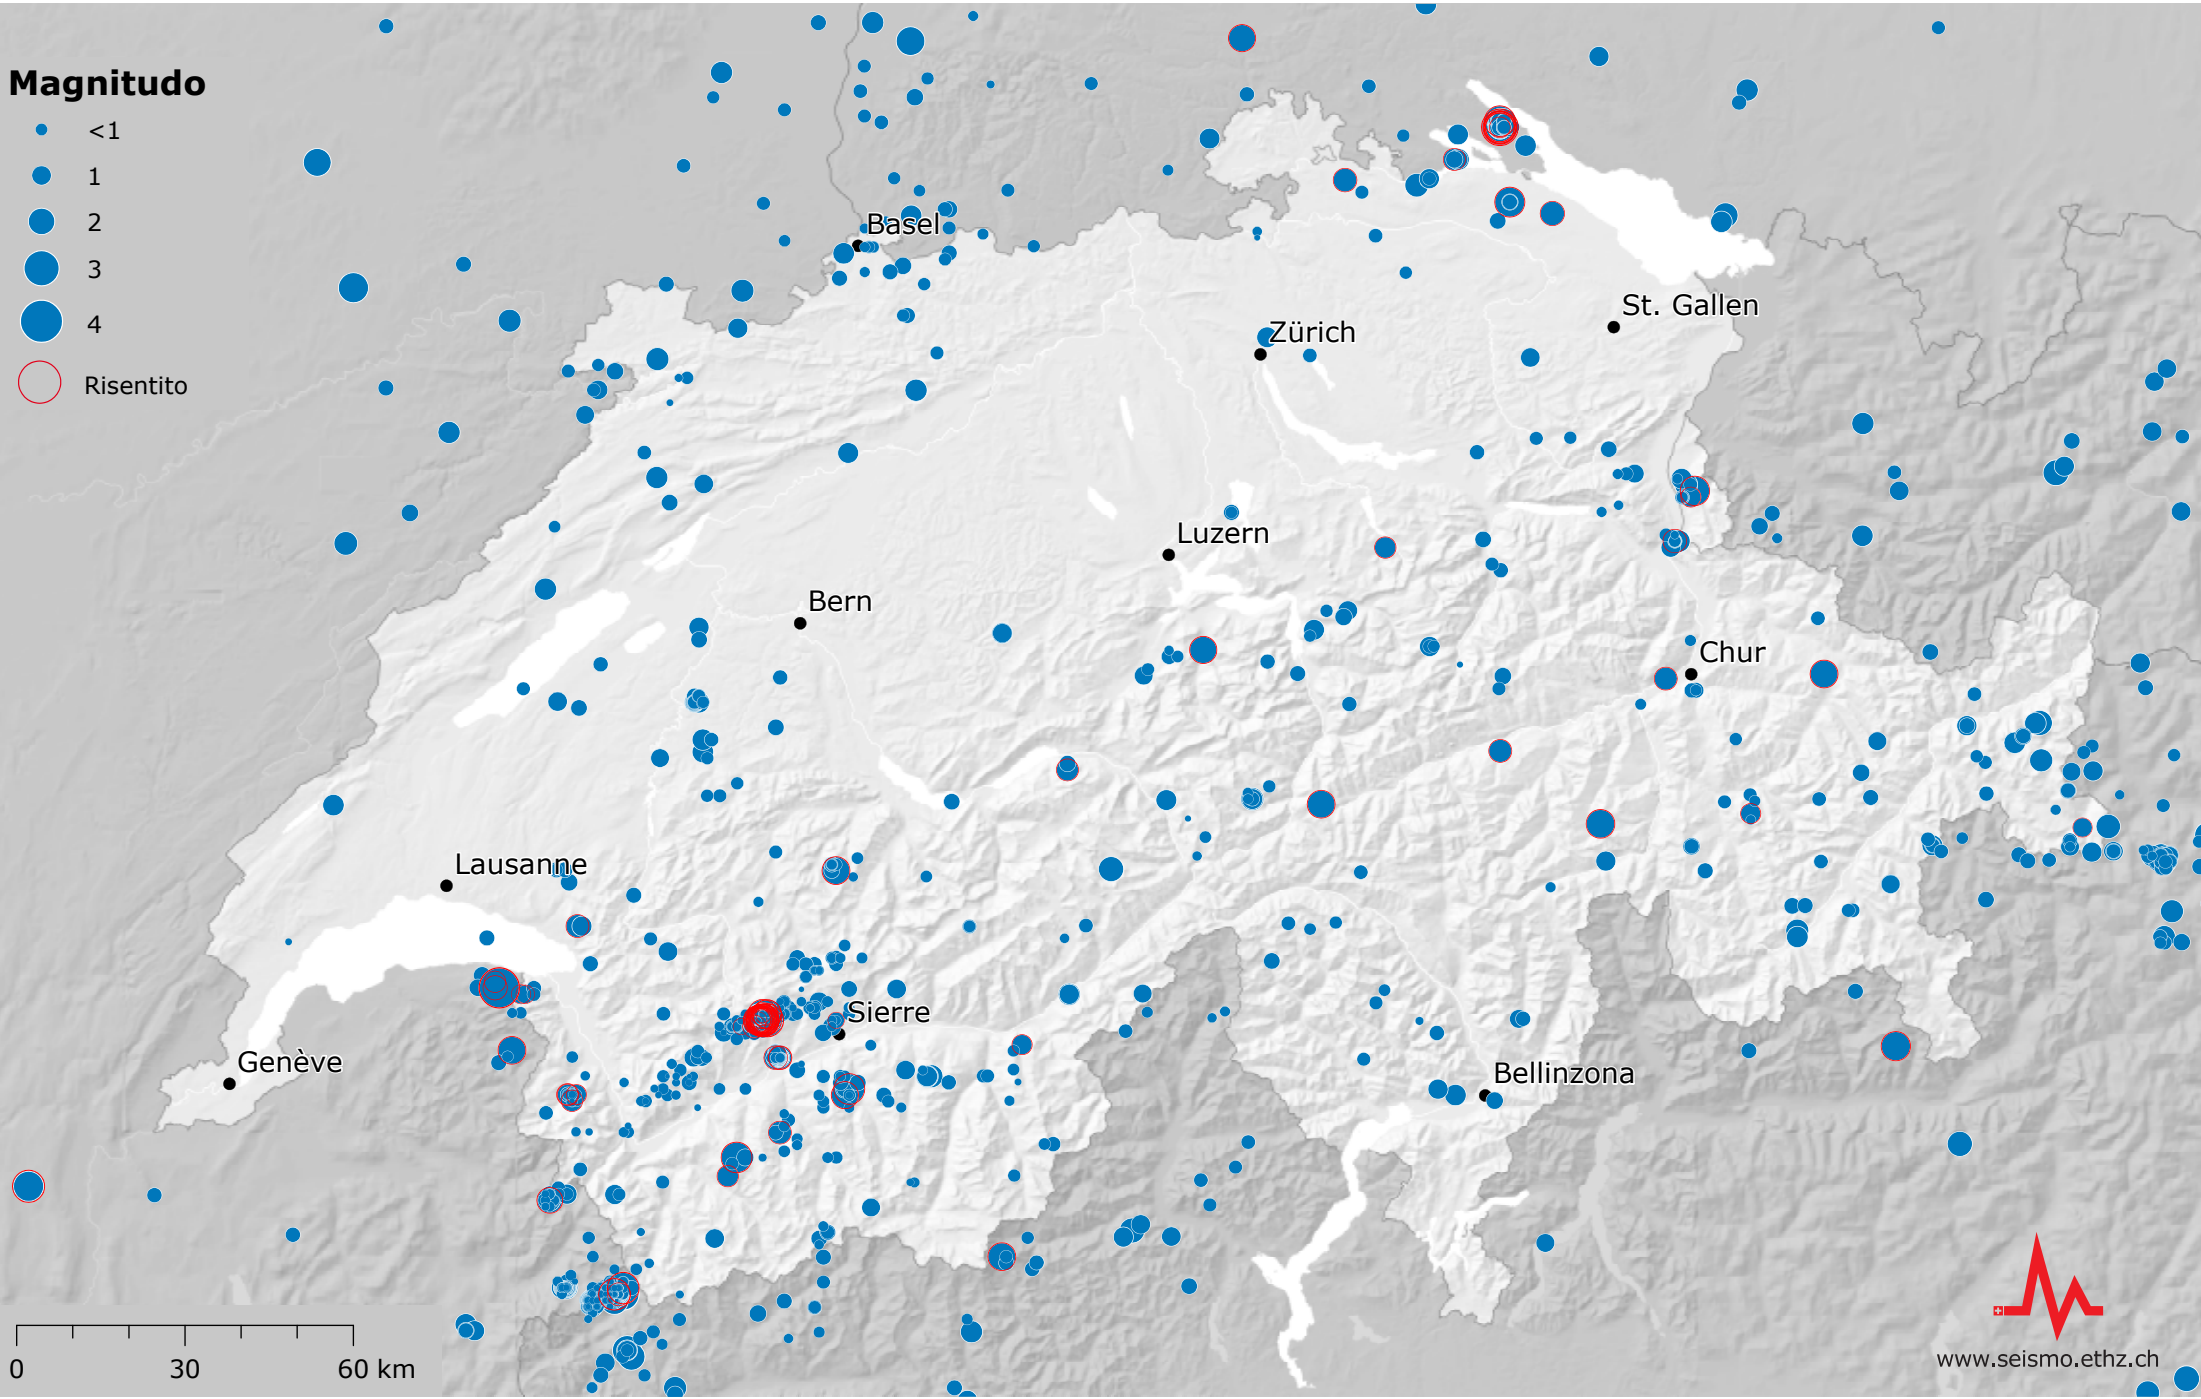 Magnitudo
<1
1
2
3
4
Risentito
Basel
St. Gallen
Zürich
Luzern
Bern
Chur
Lausanne
Sierre
Genève
Bellinzona
0 30 60 km
www.seismo.ethz.ch